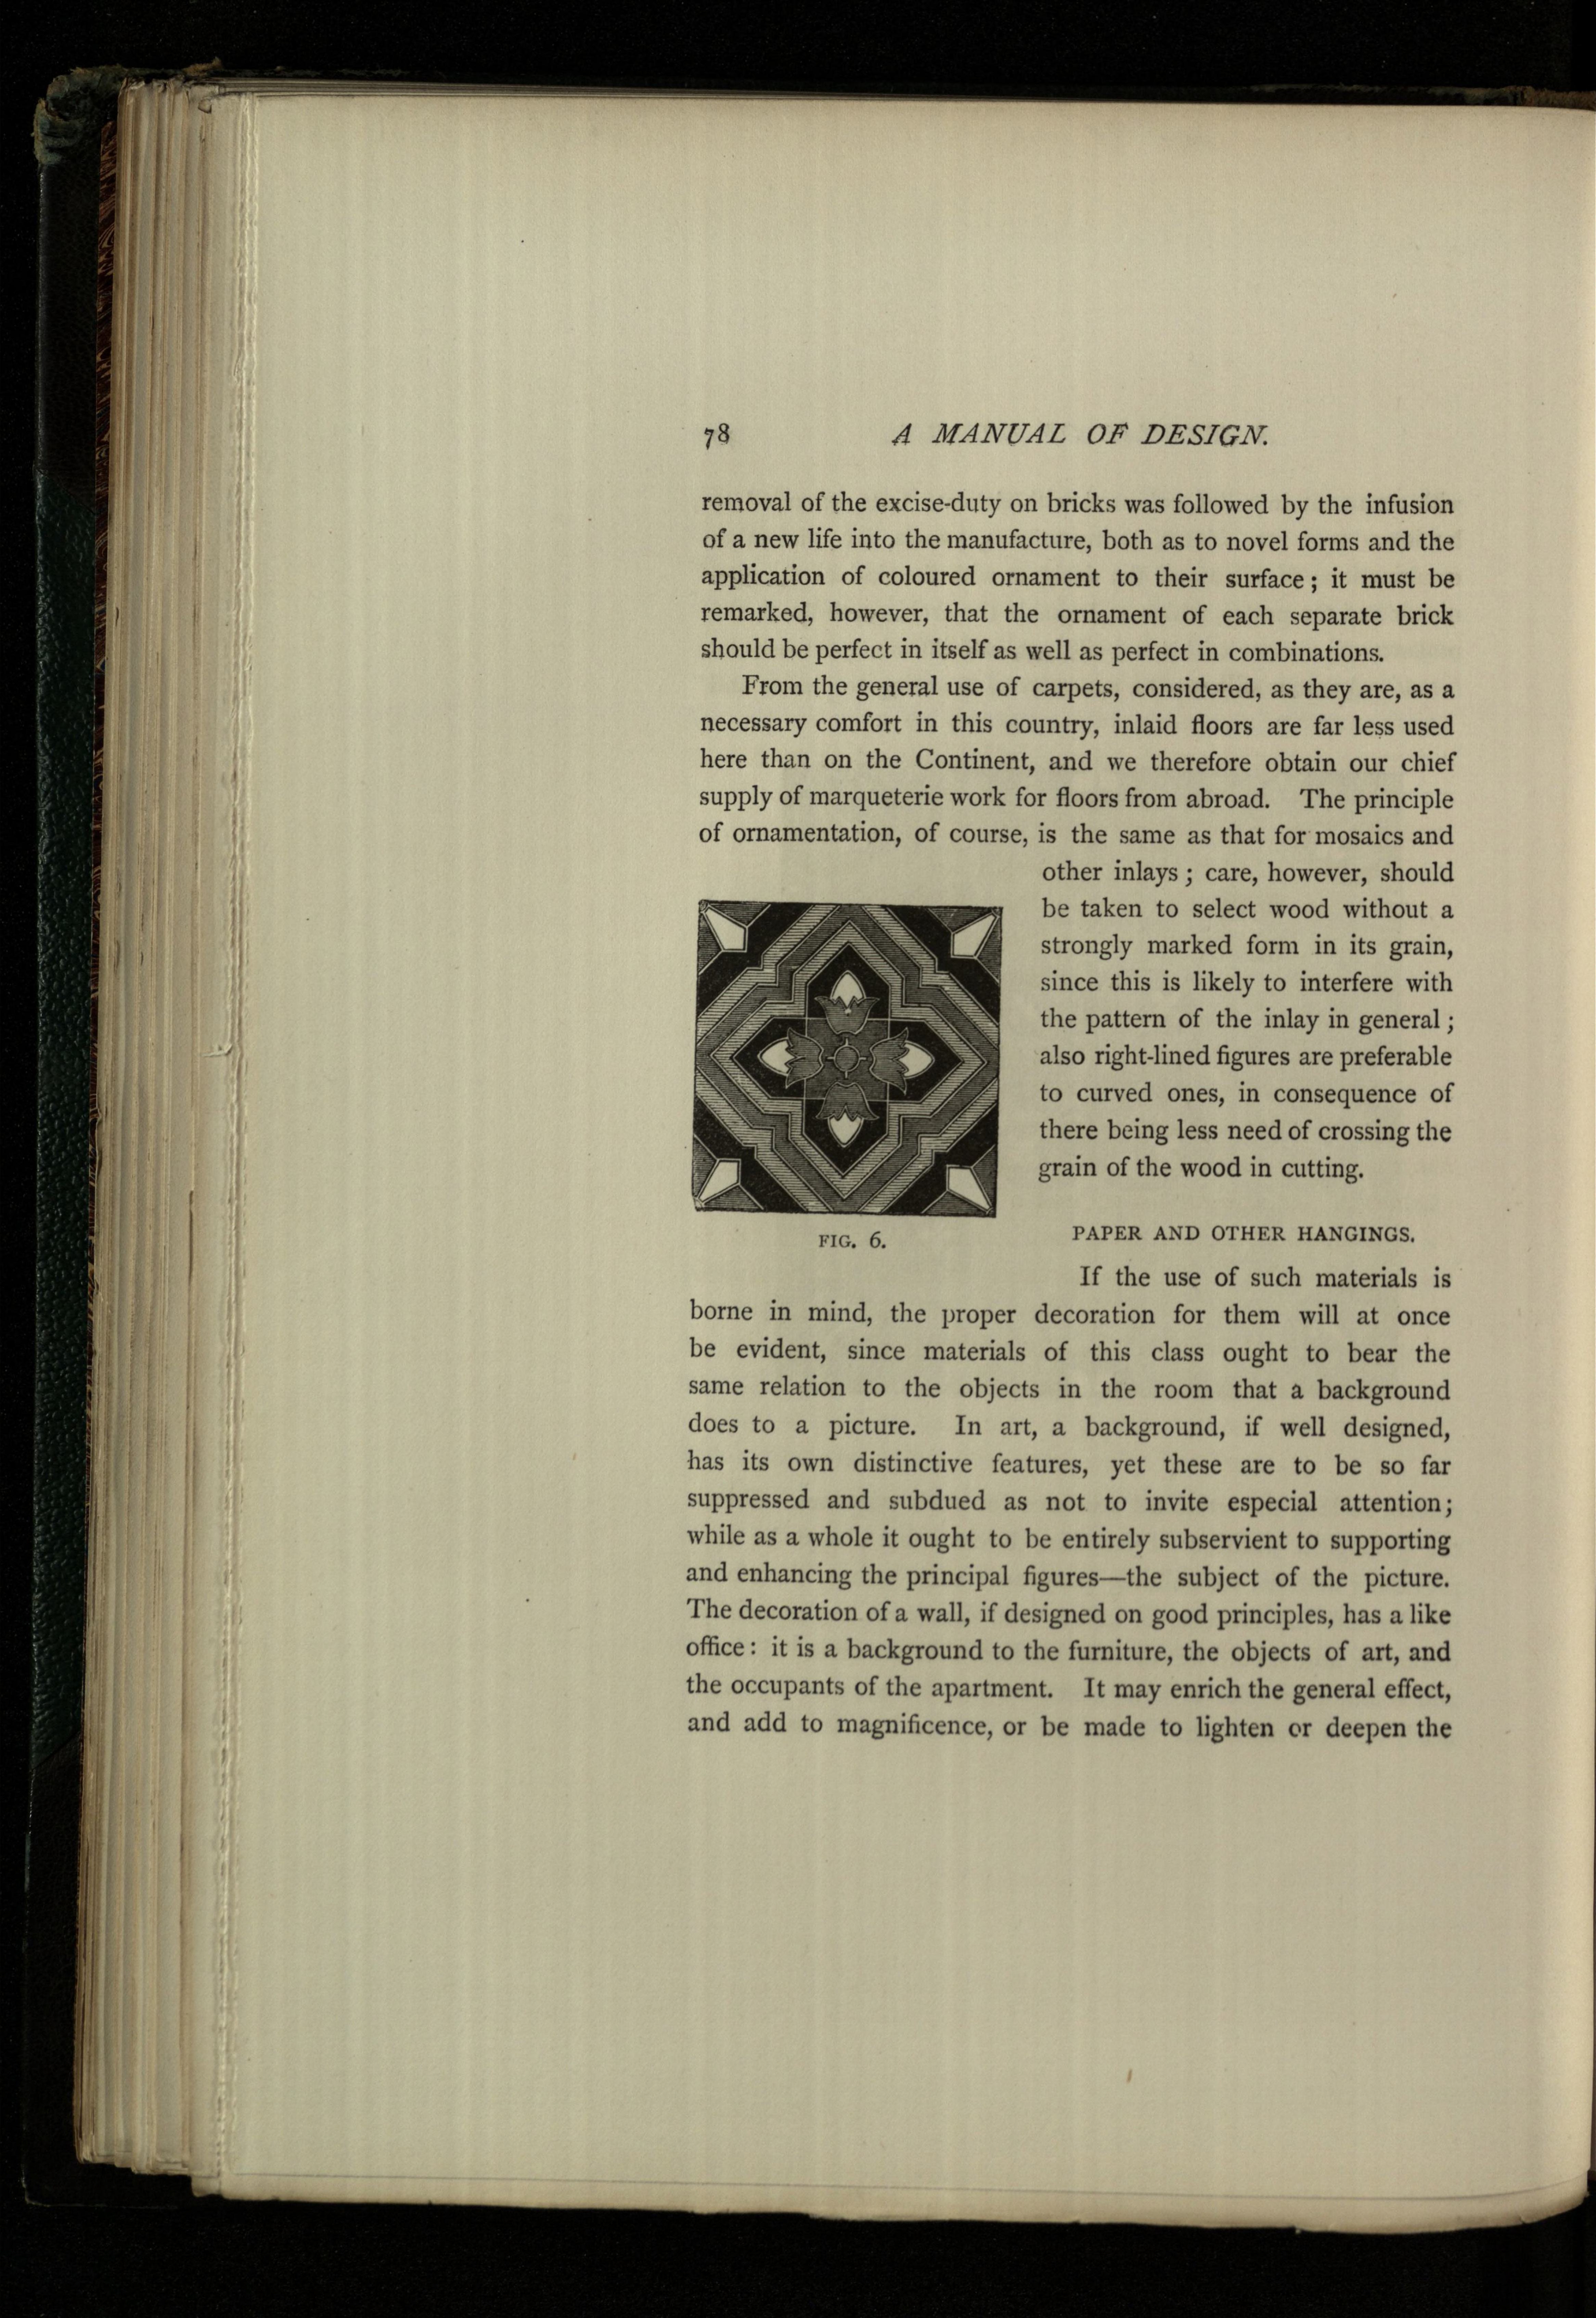 78 A MANUAL OF DESIGN.
removal of the excise-duty on bricks was followed by the infusion
of a new life into the manufacture, both as to novel forms and the
application of coloured ornament to their surface; it must be
remarked, however, that the ornament of each separate brick
should be perfect in itself as well as perfect in combinations.
From the general use of carpets, considered, as they are, as a
necessary comfort in this country, inlaid floors are far less used
here than on the Continent, and we therefore obtain our chief
supply of marqueterie work for floors from abroad. The principle
of ornamentation, of course, is the same as that for mosaics and
other inlays; care, however, should
be taken to select wood without a
strongly marked form in its grain,
since this is likely to interfere with
the pattern of the inlay in general;
also right-lined figures are preferable
to curved ones, in consequence of
there being less need of crossing the
grain of the wood in cutting.
FIG. 6.
PAPER AND OTHER HANGINGS.
If the use of such materials is
borne in mind, the proper decoration for them will at once
be evident, since materials of this class ought to bear the
same relation to the objects in the room that a background
does to a picture. In art, a background, if well designed,
has its own distinctive features, yet these are to be so far
suppressed and subdued as not to invite especial attention;
while as a whole it ought to be entirely subservient to supporting
and enhancing the principal figures—the subject of the picture.
The decoration of a wall, if designed on good principles, has a like
office: it is a background to the furniture, the objects of art, and
the occupants of the apartment. It may enrich the general effect,
and add to magnificence, or be made to lighten or deepen the